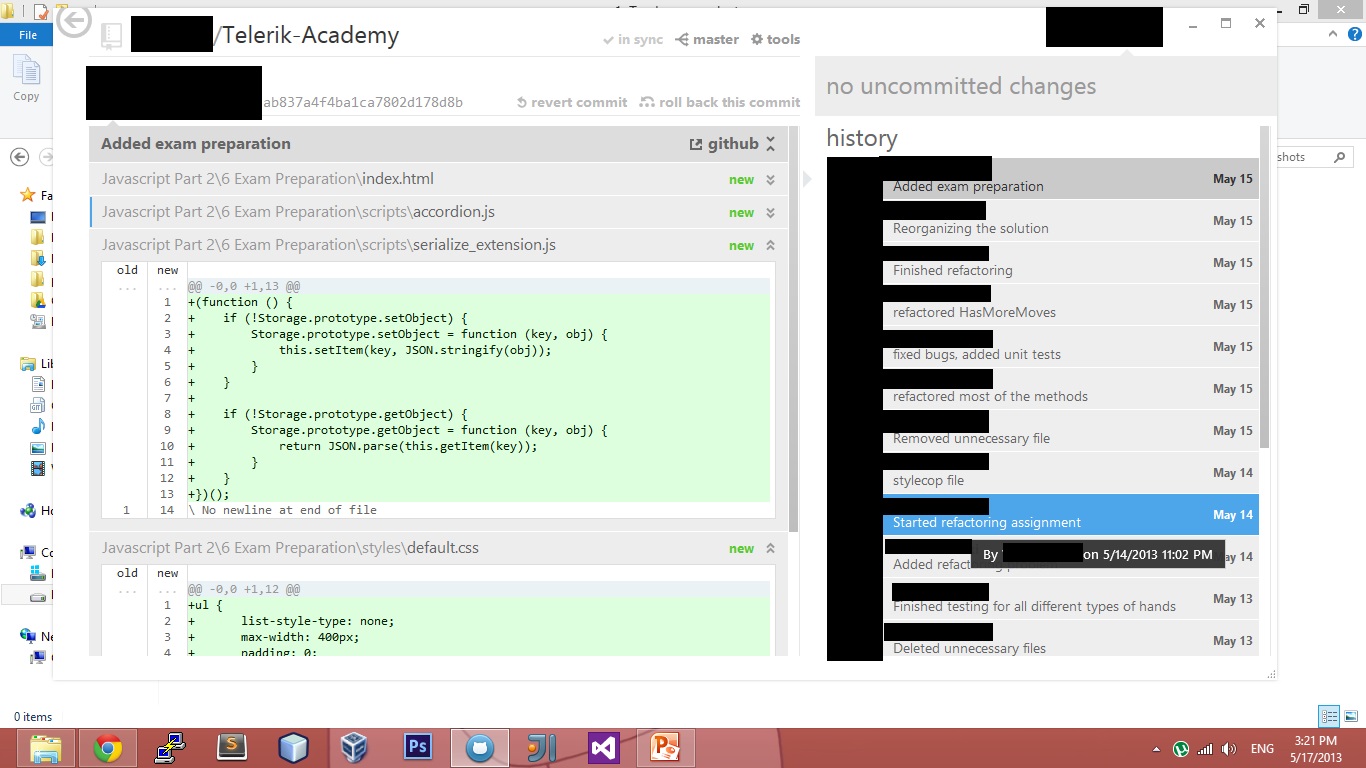 File
Copy
/Telerik-Academy
in sync
master
tools
ab837a4f4ba1ca7802d178d8b
revert commit
roll back this commit
Added exam preparation
github
Javascript Part 2\6 Exam Preparation\index.html
new
Javascript Part 2\6 Exam Preparation\scripts\accordion.js
new
Javascript Part 2\6 Exam Preparation\scripts\serialize_extension.js
new
old new
... ... @@ -0,0 +1,13 @@
1 +(function () {
2 + if (!Storage.prototype.setObject) {
3 + Storage.prototype.setObject = function (key, obj) {
4 + this.setItem(key, JSON.stringify(obj));
5 + }
6 + }
7 +
8 + if (!Storage.prototype.getObject) {
9 + Storage.prototype.getObject = function (key, obj) {
10 + return JSON.parse(this.getItem(key));
11 + }
12 + }
13 +})();
1 14 \ No newline at end of file
Javascript Part 2\6 Exam Preparation\styles\default.css
new
old new
... ... @@ -0,0 +1,12 @@
1 +ul {
2 + list-style-type: none;
3 + max-width: 400px;
4 + padding: 0;
no uncommitted changes
history
Added exam preparation
May 15
Reorganizing the solution
May 15
Finished refactoring
May 15
refactored HasMoreMoves
May 15
fixed bugs, added unit tests
May 15
refactored most of the methods
May 15
Removed unnecessary file
May 15
stylecop file
May 14
Started refactoring assignment
May 14
By on 5/14/2013 11:02 PM
Added refact
14
Finished testing for all different types of hands
May 13
Deleted unnecessary files
May 13
shots
Fa
Lib
Ho
Co
Ne
0 items
ENG
3:21 PM
5/17/2013